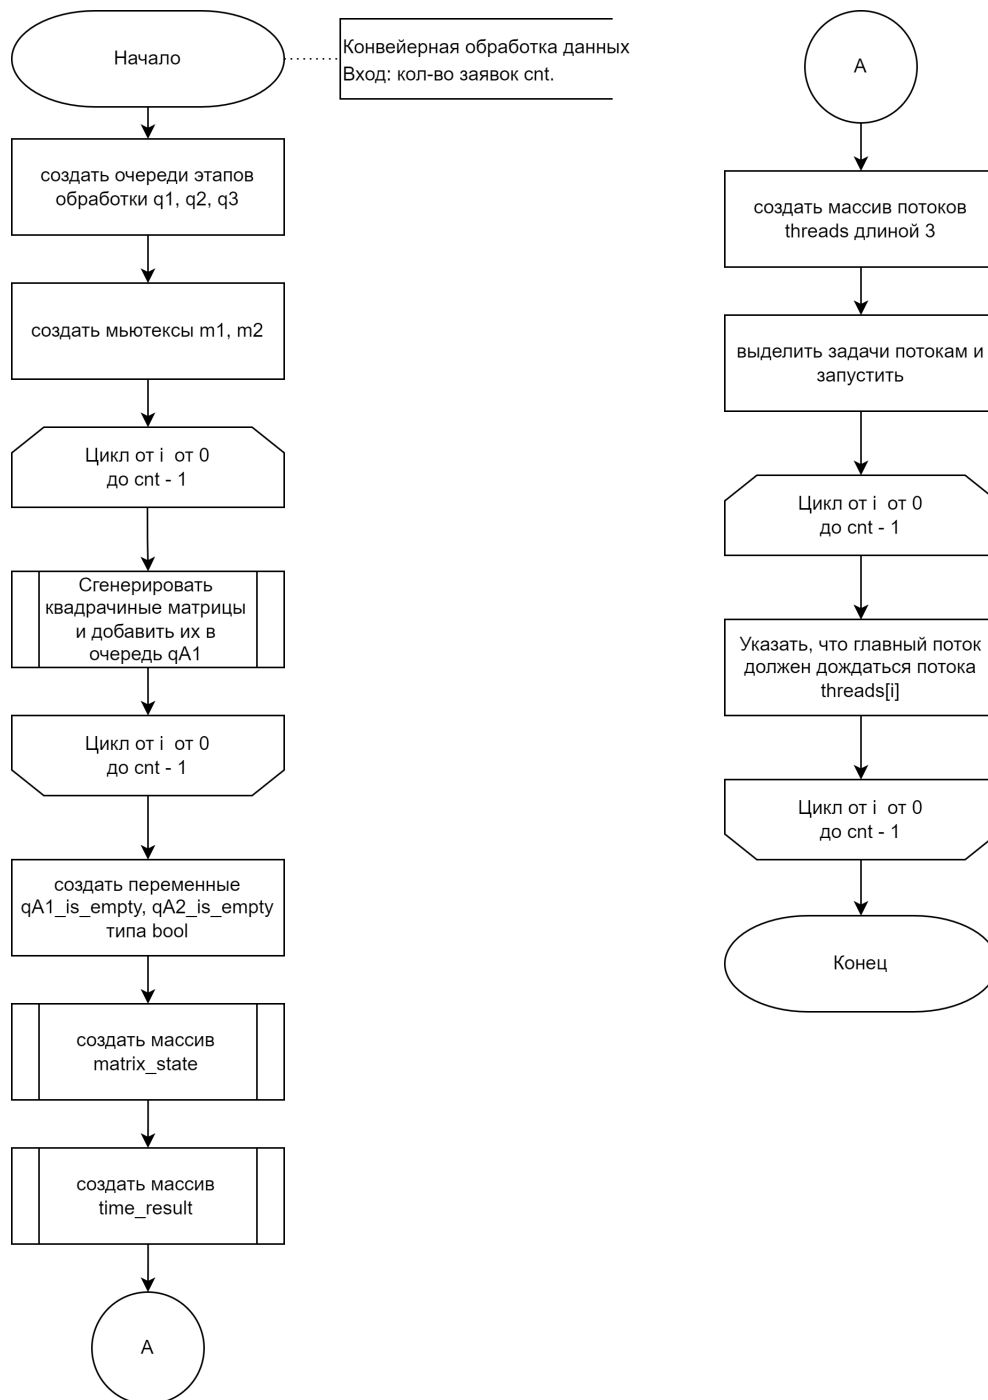 Начало
Конвейерная обработка данных
Вход: кол-во заявок cnt.
создать очереди этапов
обработки q1, q2, q3
создать мьютексы m1, m2
Цикл от i  от 0
до cnt - 1
Сгенерировать
квадрачиные матрицы
и добавить их в
очередь qA1
Цикл от i  от 0
до cnt - 1
создать переменные
qA1_is_empty, qA2_is_empty
типа bool
создать массив
matrix_state
создать массив
time_result
A
A
создать массив потоков
threads длиной 3
выделить задачи потокам и
запустить
Цикл от i  от 0
до cnt - 1
Указать, что главный поток
должен дождаться потока
threads[i]
Цикл от i  от 0
до cnt - 1
Конец